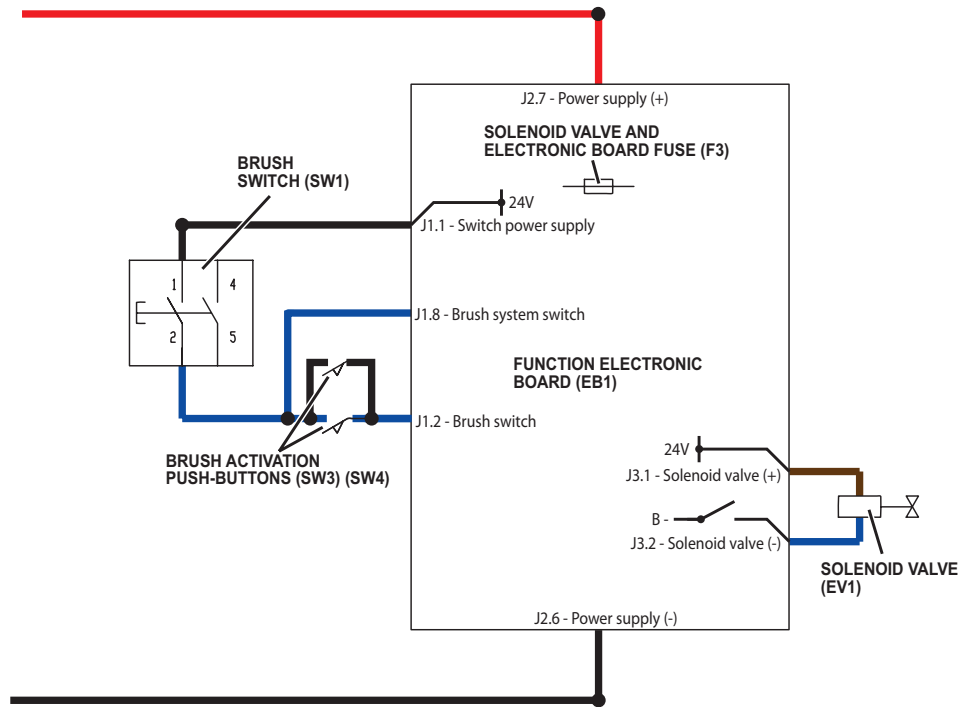 J2.7 - Power supply (+)
SOLENOID VALVE AND
ELECTRONIC BOARD FUSE (F3)
BRUSH
SWITCH (SW1)
24V
J1.1 - Switch power supply
1
4
2
5
J1.8 - Brush system switch
FUNCTION ELECTRONIC
BOARD (EB1)
J1.2 - Brush switch
BRUSH ACTIVATION
PUSH-BUTTONS (SW3) (SW4)
24V
J3.1 - Solenoid valve (+)
B -
J3.2 - Solenoid valve (-)
SOLENOID VALVE
(EV1)
J2.6 - Power supply (-)